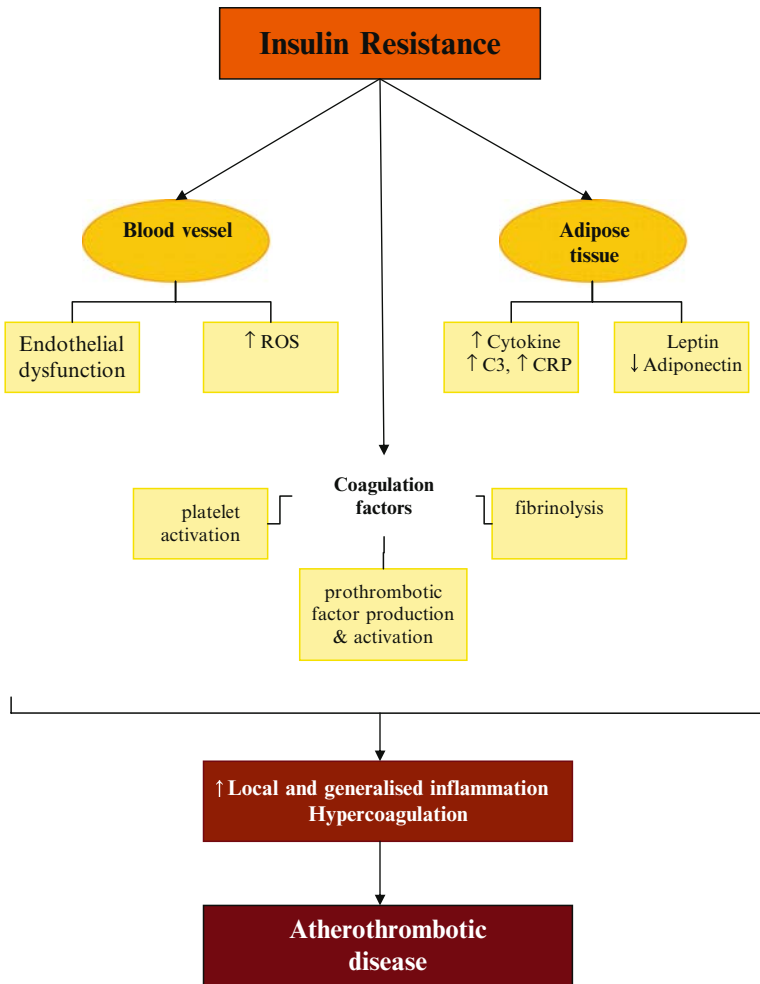 Insulin Resistance
Blood vessel
Adipose
tissue
Endothelial
dysfunction
↑ ROS
↑ Cytokine
↑ C3, ↑ CRP
Leptin
↓ Adiponectin
Coagulation
factors
platelet
activation
fibrinolysis
prothrombotic
factor production
& activation
↑ Local and generalised inflammation
Hypercoagulation
Atherothrombotic
disease